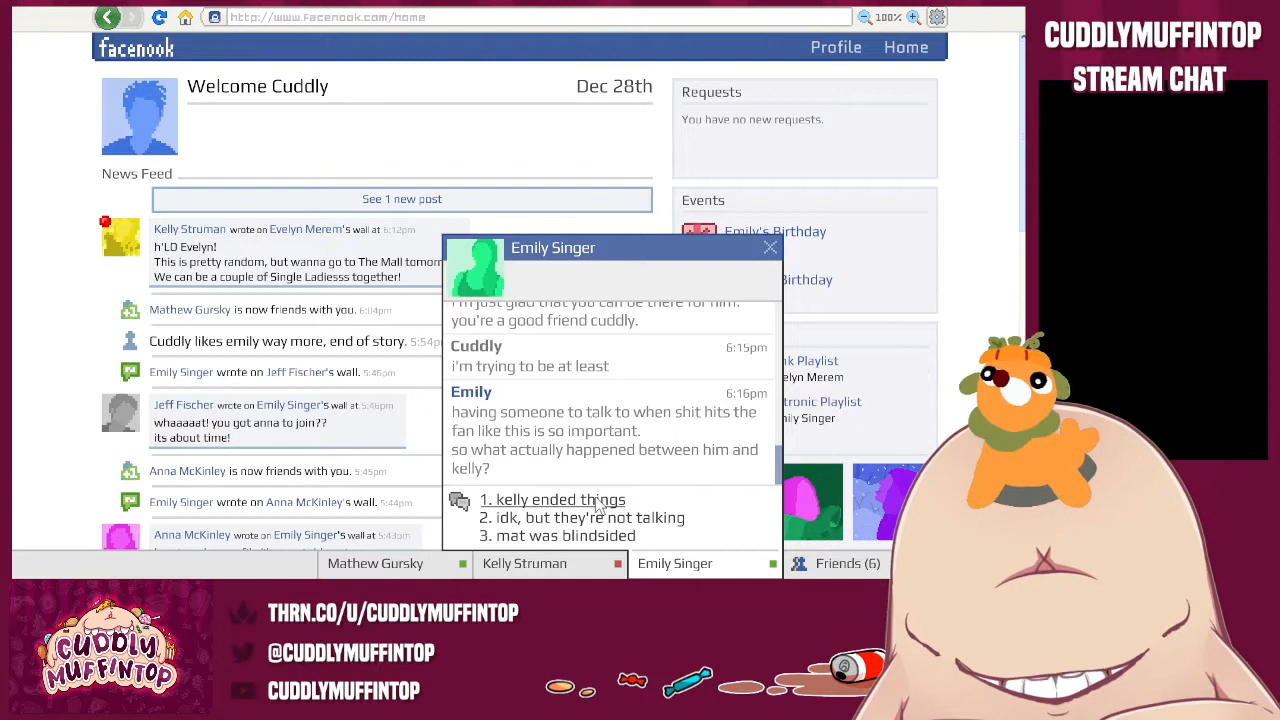 http://www.Facenook.com/home
100%
facenook
Profile
Home
Welcome Cuddly
Dec 28th
News Feed
See 1 new post
Kelly Struman wrote on Evelyn Merem's wall at 6:12pm
h'LO Evelyn!
This is pretty random, but wanna go to The Mall tomorr
We can be a couple of Single Ladiesss together!
Mathew Gursky is now friends with you. 6:04pm
Cuddly likes emily way more, end of story. 5:54p
Emily Singer wrote on Jeff Fischer's wall. 5:46pm
Jeff Fischer wrote on Emily Singer's wall at 5:46pm
whaaaat! you got anna to join??
its about time!
Anna McKinley is now friends with you. 5:45pm
Emily Singer wrote on Anna McKinley's wall. 5:44pm
Anna McKinley wrote on Emily Singer's wall at 5:43pm
Requests
You have no new requests.
Events
Emily's Birthday
Birthday
nk Playlist
elyn Merem
tronic Playlist
nily Singer
Emily Singer
i'm just glad that you can be there for him.
you're a good friend cuddly.
Cuddly
6:15pm
i'm trying to be at least
Emily
6:16pm
having someone to talk to when shit hits the
fan like this is so important.
so what actually happened between him and
kelly?
1. kelly ended things
2. idk, but they're not talking
3. mat was blindsided
Mathew Gursky
Kelly Struman
Emily Singer
Friends (6)
CUDDLYMUFFINTOP
STREAM CHAT
CUDDLY
MUFFINTOP
THRN.CO/U/CUDDLYMUFFINTOP
@CUDDLYMUFFINTOP
CUDDLYMUFFINTOP